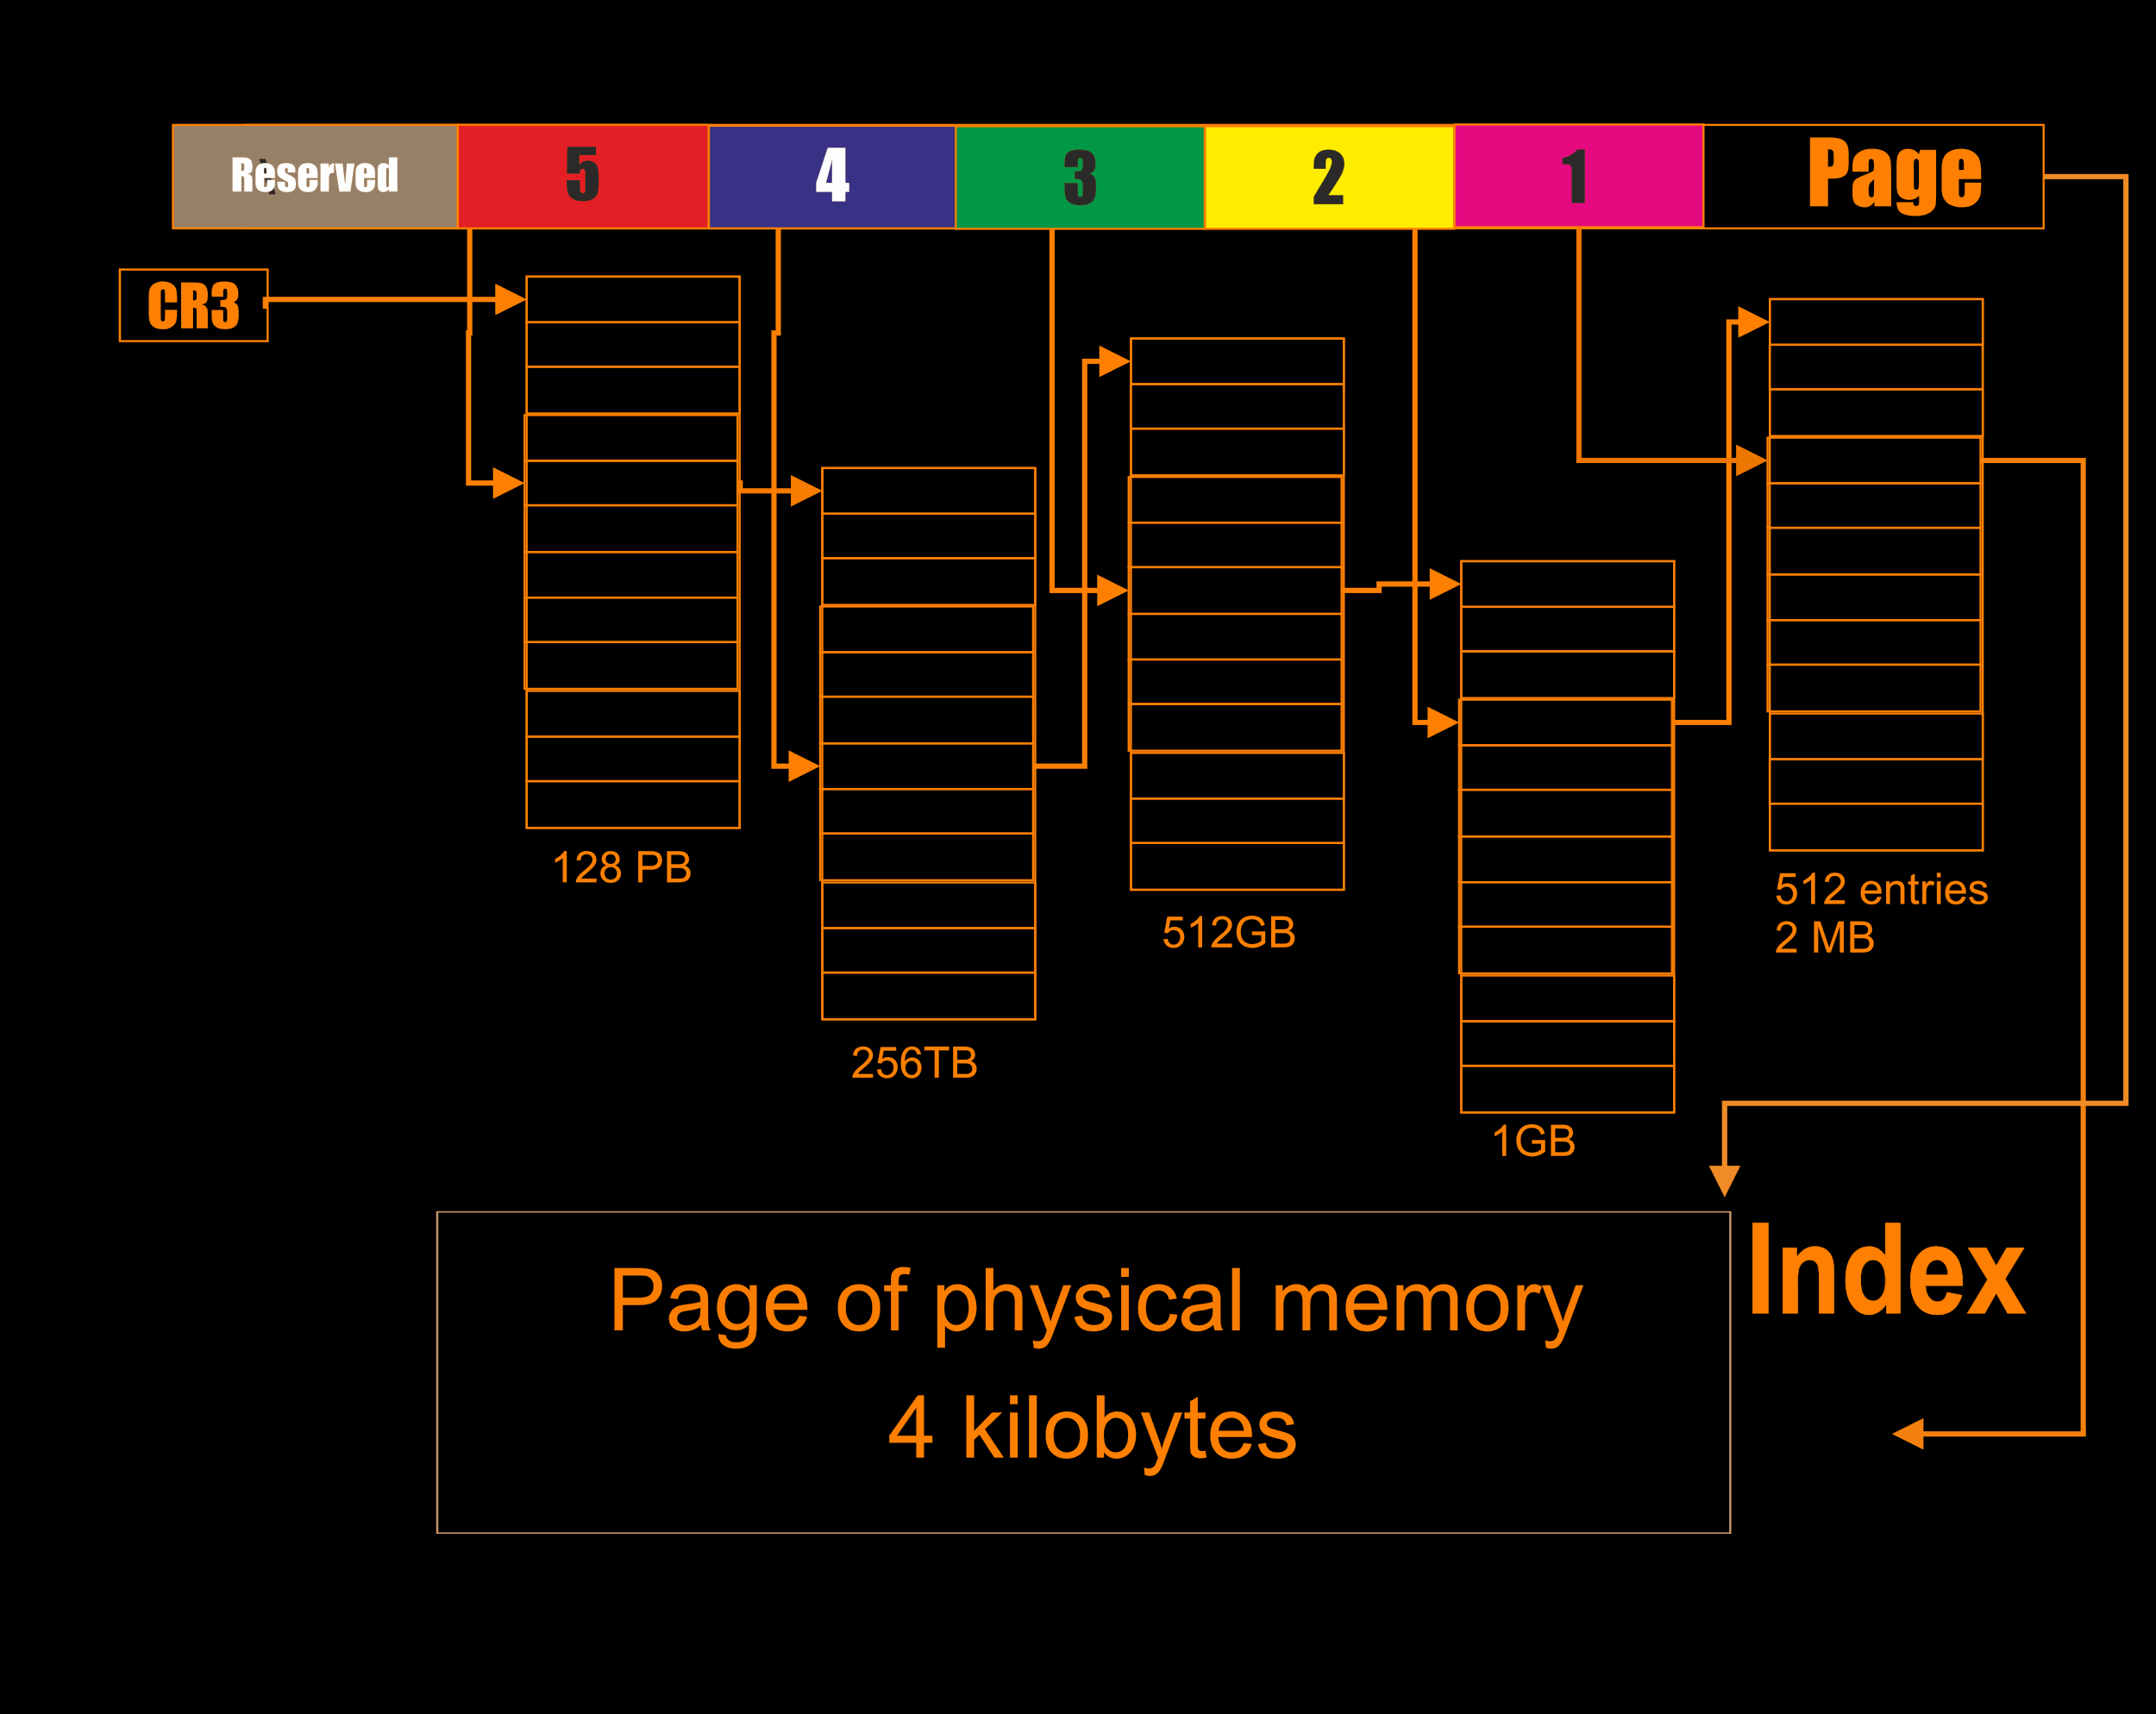 Reserved
5
4
3
2
1
Page
CR3
128 PB
256TB
512GB
1GB
512 entries
2 MB
Index
Page of physical memory
4 kilobytes